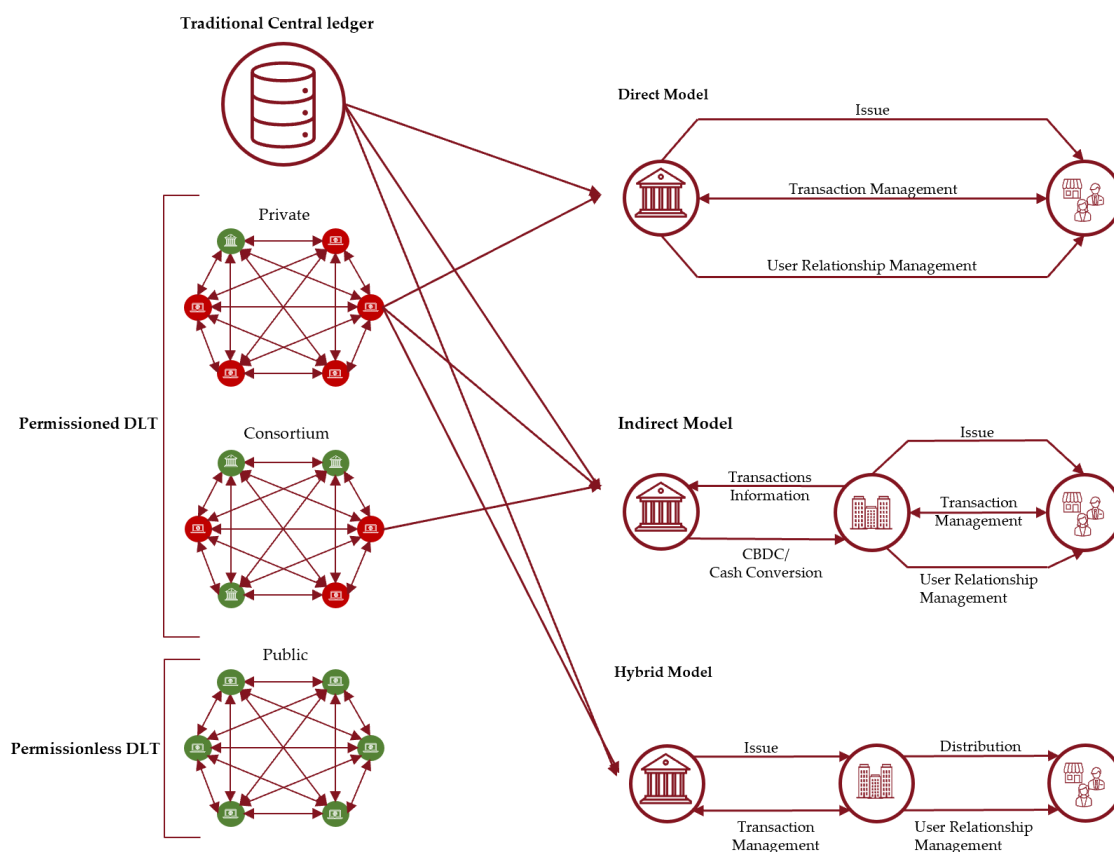 Traditional Central ledger
Direct Model
Issue
Transaction Management
User Relationship Management
Private
Permissioned DLT
Consortium
Indirect Model
Issue
Transactions
Information
Transaction
Management
CBDC/
Cash Conversion
User Relationship
Management
Public
Permissionless DLT
Hybrid Model
Issue
Distribution
Transaction
Management
User Relationship
Management